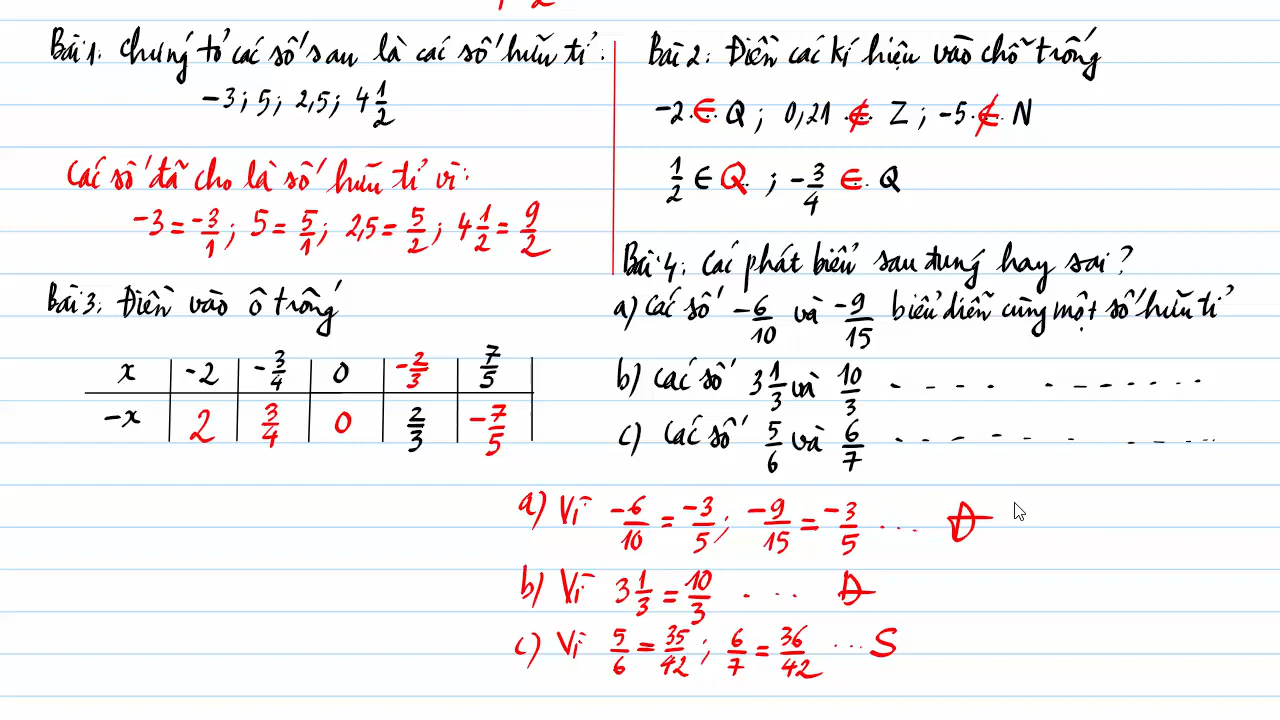 Bài 1: Chứng tỏ các số sau là các số hữu tỉ:
-3; 5; 2,5; 4 1/2
Các số đã cho là số hữu tỉ vì:
-3 = -3/1; 5 = 5/1; 2,5 = 5/2; 4 1/2 = 9/2
Bài 2: Điền các kí hiệu vào chỗ trống
-2 ∈ Q; 0,21 ∉ Z; -5 ∉ N
1/2 ∈ Q; -3/4 ∈ Q
Bài 3: Điền vào ô trống
x | -2 | -3/4 | 0 | -2/3 | 7/5
-x | 2 | 3/4 | 0 | 2/3 | -7/5
Bài 4: Các phát biểu sau đúng hay sai?
a) Các số -6/10 và -9/15 biểu diễn cùng một số hữu tỉ
b) Các số 3 1/3 và 10/3 - - - - - - - - - - -
c) Các số 5/6 và 6/7 - - - - - - - - - - -
a) Vì -6/10 = -3/5; -9/15 = -3/5 ... Đ
b) Vì 3 1/3 = 10/3 ... Đ
c) Vì 5/6 = 35/42; 6/7 = 36/42 ... S